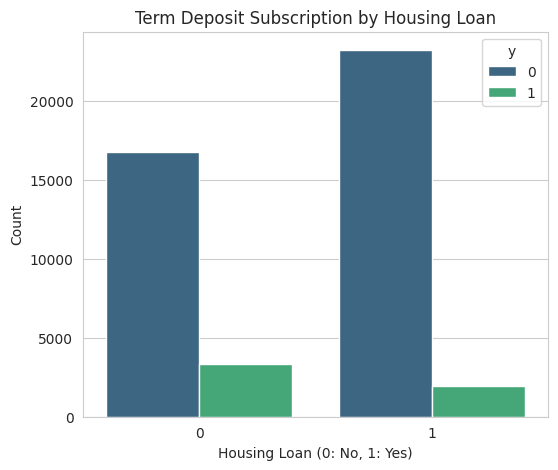 Term Deposit Subscription by Housing Loan
y
0
1
20000
15000
10000
5000
0
Count
0 1
Housing Loan (0: No, 1: Yes)